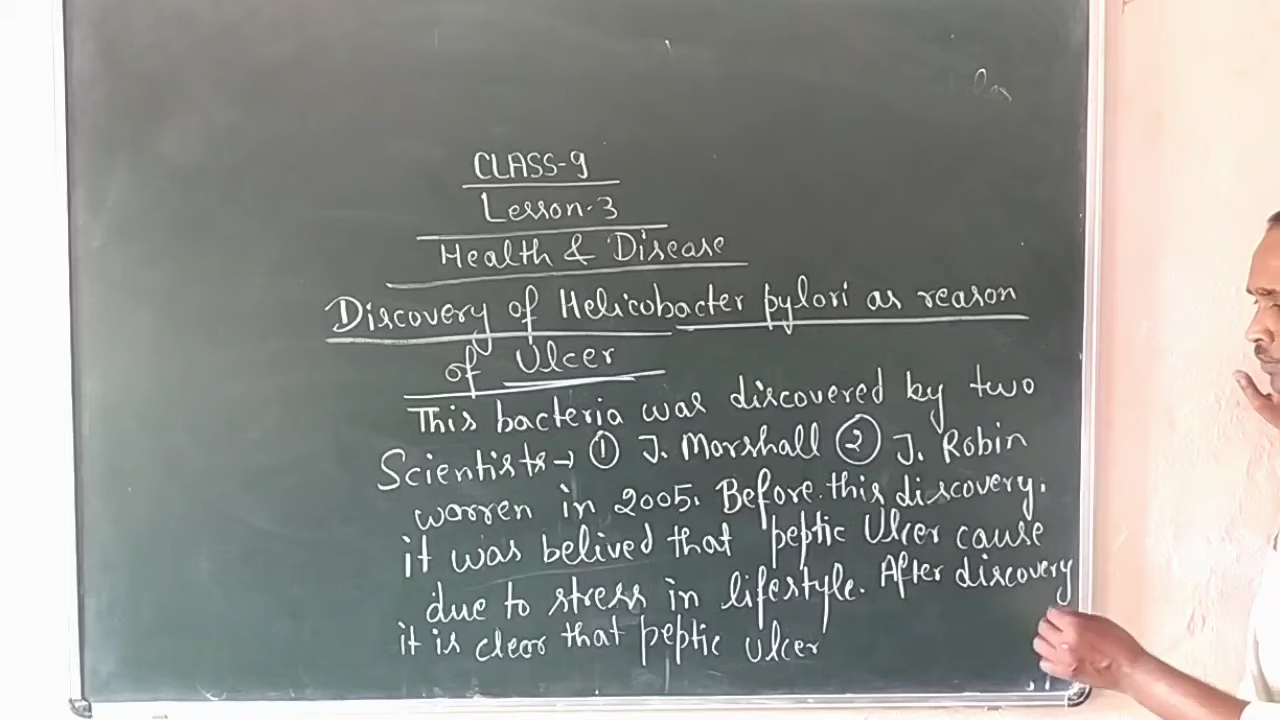 CLASS-9
Lesson-3
Health & Disease
Discovery of Helicobacter pylori as reason
of Ulcer
This bacteria was discovered by two
Scientists→ ① J. Marshall ② J. Robin
warren in 2005. Before this discovery.
it was belived that peptic Ulcer cause
due to stress in lifestyle. After discovery
it is clear that peptic ulcer